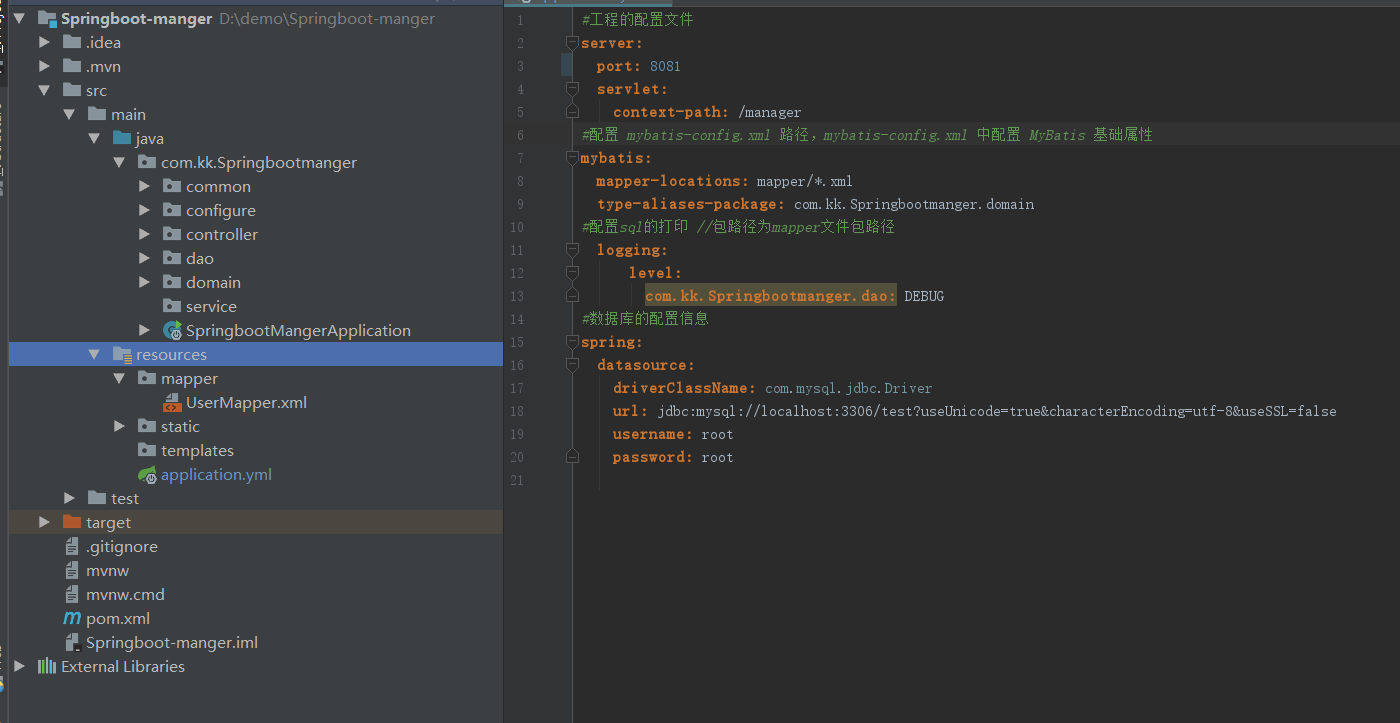 Springboot-manger D:\demo\Springboot-manger
.idea
.mvn
src
main
java
com.kk.Springbootmanger
common
configure
controller
dao
domain
service
SpringbootMangerApplication
resources
mapper
UserMapper.xml
static
templates
application.yml
test
target
.gitignore
mvnw
mvnw.cmd
pom.xml
Springboot-manger.iml
External Libraries
1 #工程的配置文件
2 server:
3 port: 8081
4 servlet:
5 context-path: /manager
6 #配置 mybatis-config.xml 路径，mybatis-config.xml 中配置 MyBatis 基础属性
7 mybatis:
8 mapper-locations: mapper/*.xml
9 type-aliases-package: com.kk.Springbootmanger.domain
10 #配置sql的打印 //包路径为mapper文件包路径
11 logging:
12 level:
13 com.kk.Springbootmanger.dao: DEBUG
14 #数据库的配置信息
15 spring:
16 datasource:
17 driverClassName: com.mysql.jdbc.Driver
18 url: jdbc:mysql://localhost:3306/test?useUnicode=true&characterEncoding=utf-8&useSSL=false
19 username: root
20 password: root
21